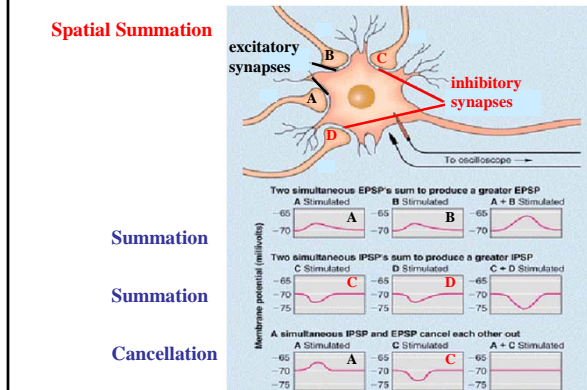 Spatial Summation
excitatory
synapses
B
C
A
D
inhibitory
synapses
To oscilloscope
Two simultaneous EPSP's sum to produce a greater EPSP
A Stimulated B Stimulated A + B Stimulated
Summation
Membrane potential (millivolts)
-65 A -65 B -65
-70 -70 -70
Two simultaneous IPSP's sum to produce a greater IPSP
C Stimulated D Stimulated C + D Stimulated
Summation
-65 C -65 D -65
-70 -70 -70
-75 -75 -75
A simultaneous IPSP and EPSP cancel each other out
A Stimulated C Stimulated A + C Stimulated
Cancellation
-65 A -65 C -65
-70 -70 -70
-75 -75 -75